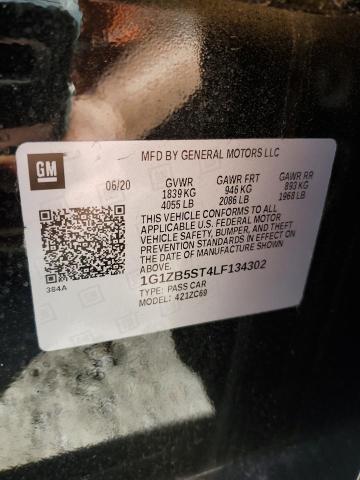 GM
MFD BY GENERAL MOTORS LLC
06/20 GVWR GAWR FRT GAWR RR
1839 KG 946 KG 893 KG
4055 LB 2086 LB 1968 LB
THIS VEHICLE CONFORMS TO ALL
APPLICABLE U.S. FEDERAL MOTOR
VEHICLE SAFETY, BUMPER, AND THEFT
PREVENTION STANDARDS IN EFFECT ON
THE DATE OF MANUFACTURE SHOWN
ABOVE.
384A
1G1ZB5ST4LF134302
TYPE: PASS CAR
MODEL: 421ZC69